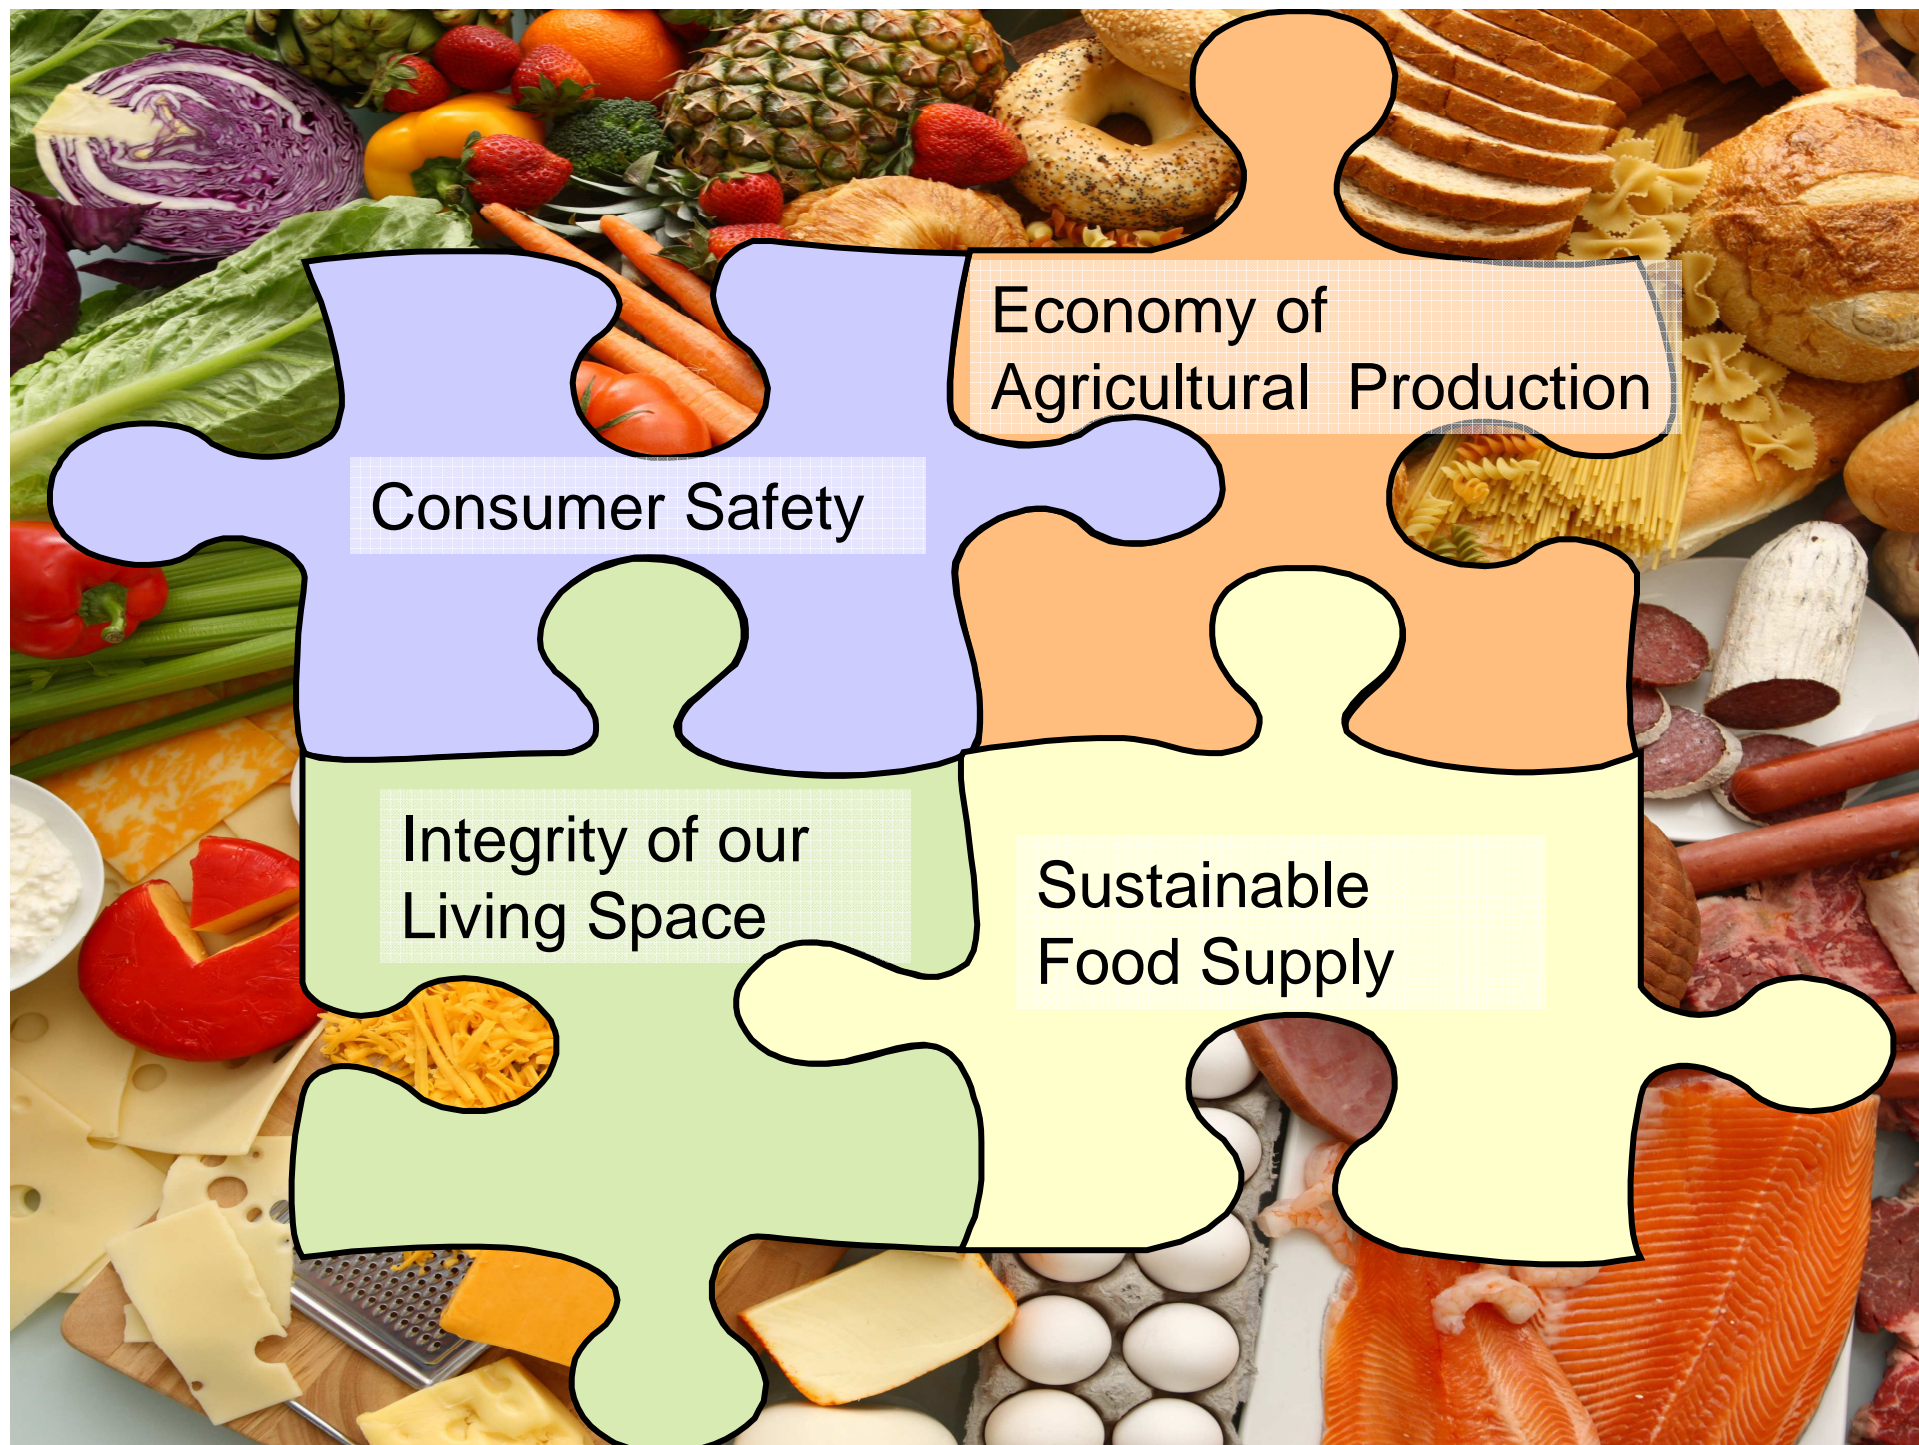 Economy of
Agricultural Production
Consumer Safety
Integrity of our
Living Space
Sustainable
Food Supply